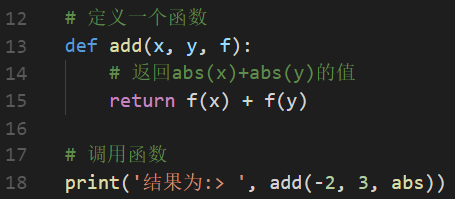 12 # 定义一个函数
13 def add(x, y, f):
14     # 返回abs(x)+abs(y)的值
15     return f(x) + f(y)
16
17 # 调用函数
18 print('结果为:> ', add(-2, 3, abs))